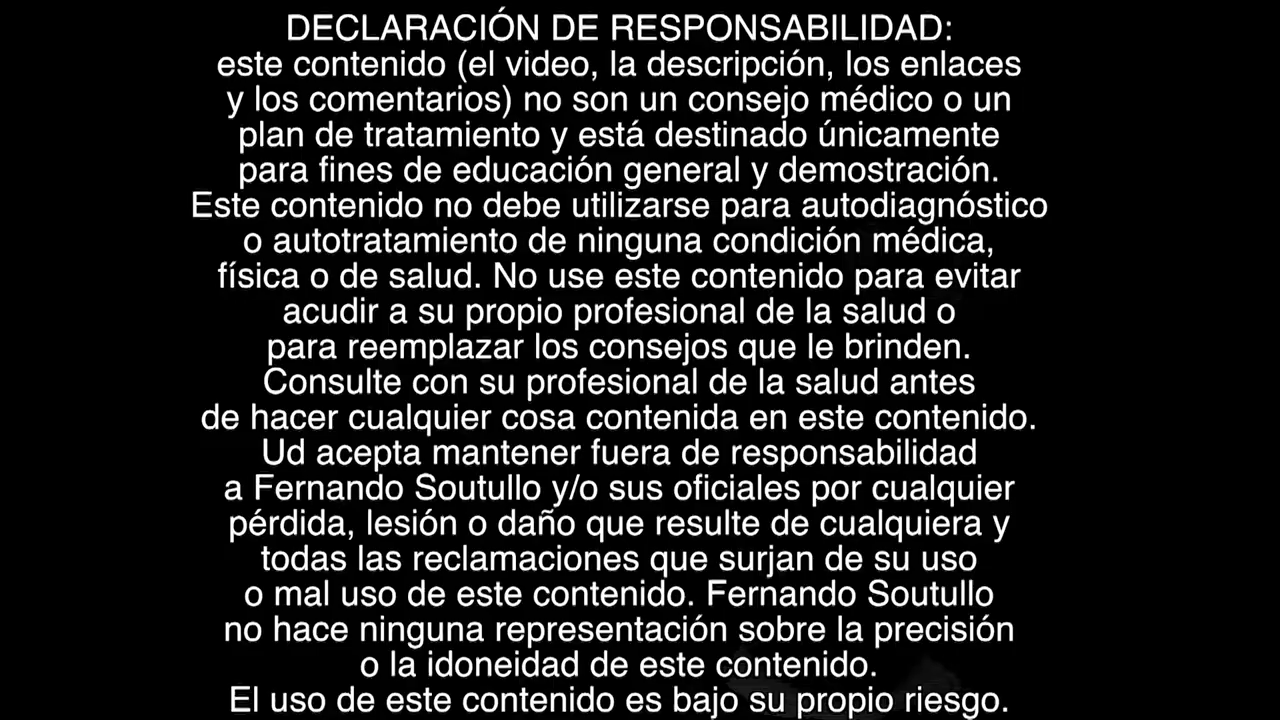 DECLARACIÓN DE RESPONSABILIDAD:
este contenido (el video, la descripción, los enlaces
y los comentarios) no son un consejo médico o un
plan de tratamiento y está destinado únicamente
para fines de educación general y demostración.
Este contenido no debe utilizarse para autodiagnóstico
o autotratamiento de ninguna condición médica,
física o de salud. No use este contenido para evitar
acudir a su propio profesional de la salud o
para reemplazar los consejos que le brinden.
Consulte con su profesional de la salud antes
de hacer cualquier cosa contenida en este contenido.
Ud acepta mantener fuera de responsabilidad
a Fernando Soutullo y/o sus oficiales por cualquier
pérdida, lesión o daño que resulte de cualquiera y
todas las reclamaciones que surjan de su uso
o mal uso de este contenido. Fernando Soutullo
no hace ninguna representación sobre la precisión
o la idoneidad de este contenido.
El uso de este contenido es bajo su propio riesgo.